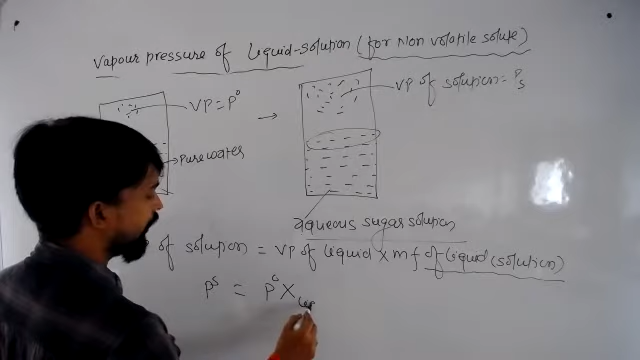 Vapour pressure of liquid-solution (for Non volatile solute)
VP = P°
→
VP of solution = Ps
Pure water
aqueous sugar solution
of solution = VP of liquid × mf of liquid (solution)
Ps = P° X